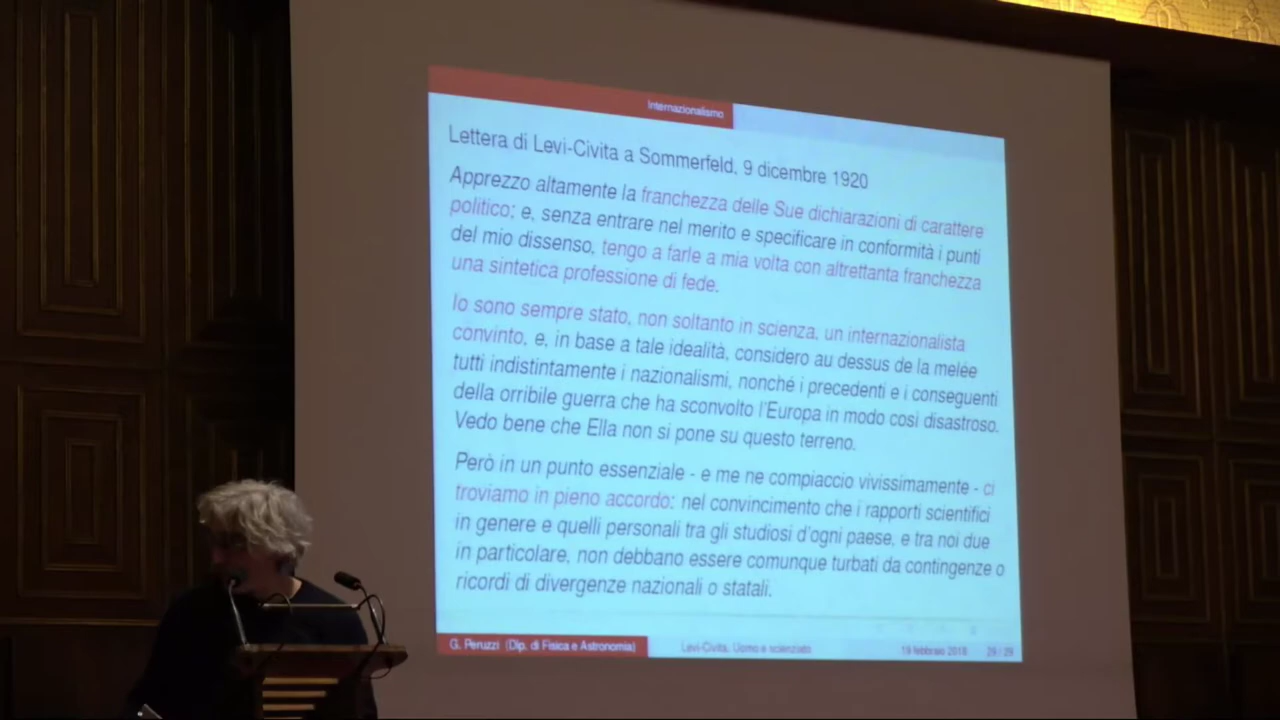 Internazionalismo
Lettera di Levi-Civita a Sommerfeld, 9 dicembre 1920
Apprezzo altamente la franchezza delle Sue dichiarazioni di carattere
politico; e, senza entrare nel merito e specificare in conformità i punti
del mio dissenso, tengo a farle a mia volta con altrettanta franchezza
una sintetica professione di fede.
Io sono sempre stato, non soltanto in scienza, un internazionalista
convinto, e, in base a tale idealità, considero au dessus de la melée
tutti indistintamente i nazionalismi, nonché i precedenti e i conseguenti
della orribile guerra che ha sconvolto l'Europa in modo così disastroso.
Vedo bene che Ella non si pone su questo terreno.
Però in un punto essenziale - e me ne compiaccio vivissimamente - ci
troviamo in pieno accordo: nel convincimento che i rapporti scientifici
in genere e quelli personali tra gli studiosi d'ogni paese, e tra noi due
in particolare, non debbano essere comunque turbati da contingenze o
ricordi di divergenze nazionali o statali.
G. Peruzzi (Dip. di Fisica e Astronomia) Levi-Civita. Uomo e scienziato 19 febbraio 2018 29 / 29